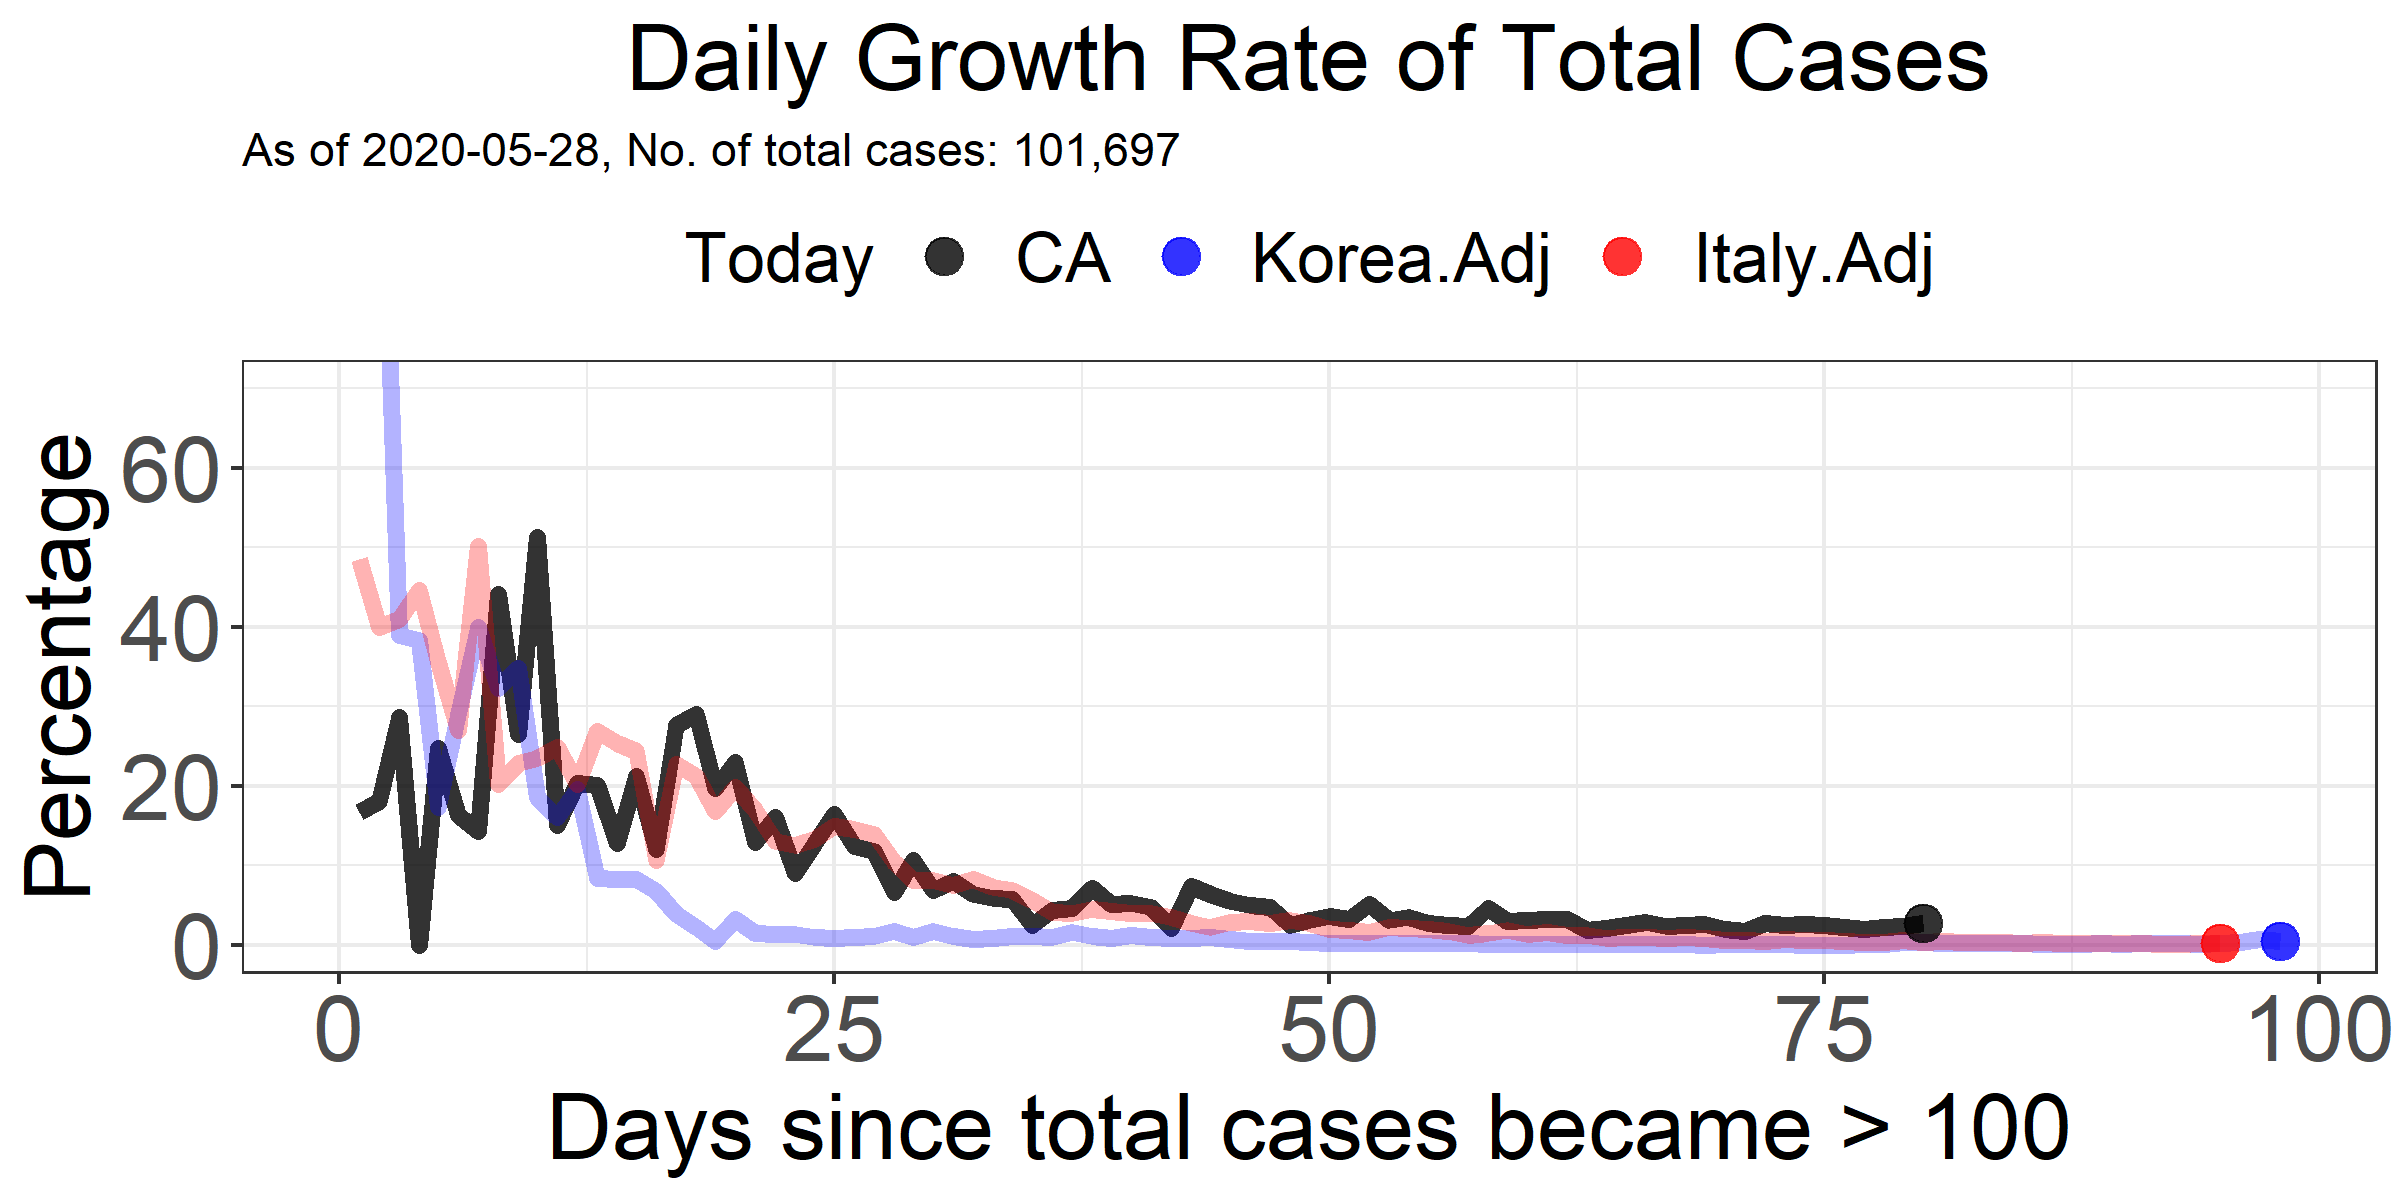 Daily Growth Rate of Total Cases
As of 2020-05-28, No. of total cases: 101,697
Today CA Korea.Adj Italy.Adj
Percentage
60
40
20
0
0 25 50 75 100
Days since total cases became > 100